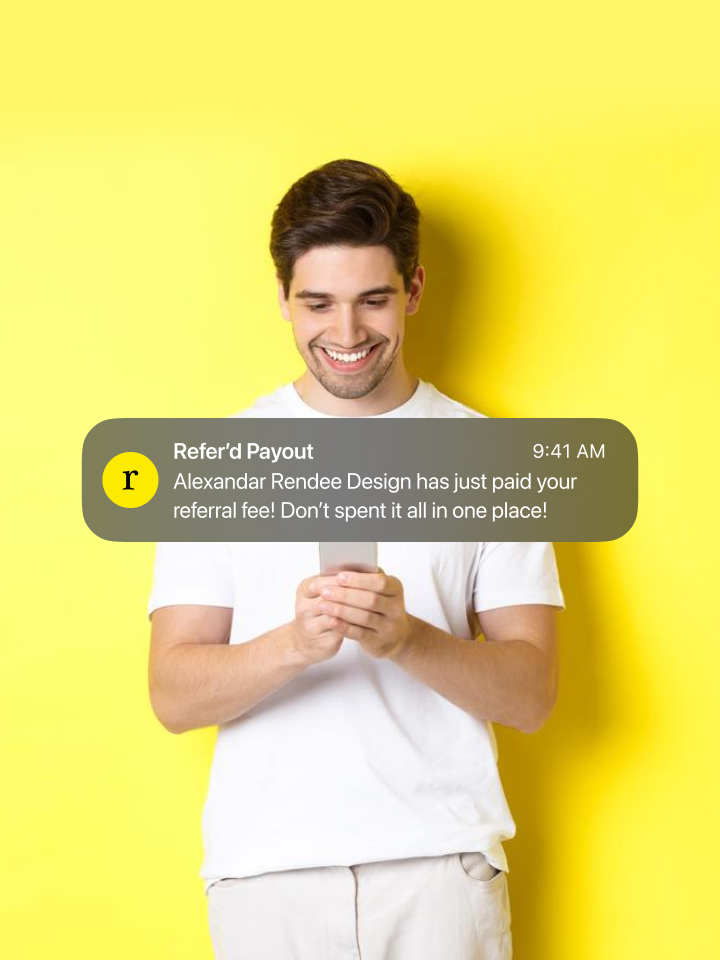 Refer’d Payout 9:41 AM
r
Alexandar Rendee Design has just paid your
referral fee! Don’t spent it all in one place!